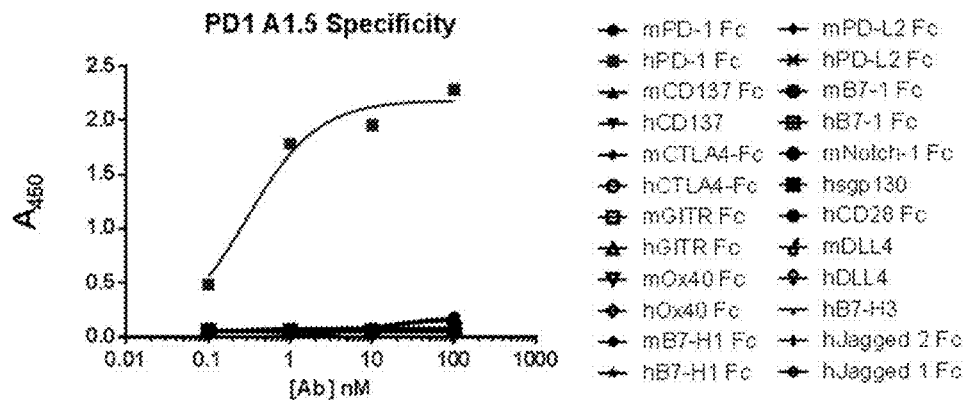 PD1 A1.5 Specificity
2.5
2.0
1.5
1.0
0.5
0.0
A450
0.01 0.1 1 10 100 1000
[Ab] nM
mPD-1 Fc
hPD-1 Fc
mCD137 Fc
hCD137
mCTLA4-Fc
hCTLA4-Fc
mGITR Fc
hGITR Fc
mOx40 Fc
hOx40 Fc
mB7-H1 Fc
hB7-H1 Fc
mPD-L2 Fc
hPD-L2 Fc
mB7-1 Fc
hB7-1 Fc
mNotch-1 Fc
hsgp130
hCD28 Fc
mDLL4
hDLL4
hB7-H3
hJagged 2 Fc
hJagged 1 Fc